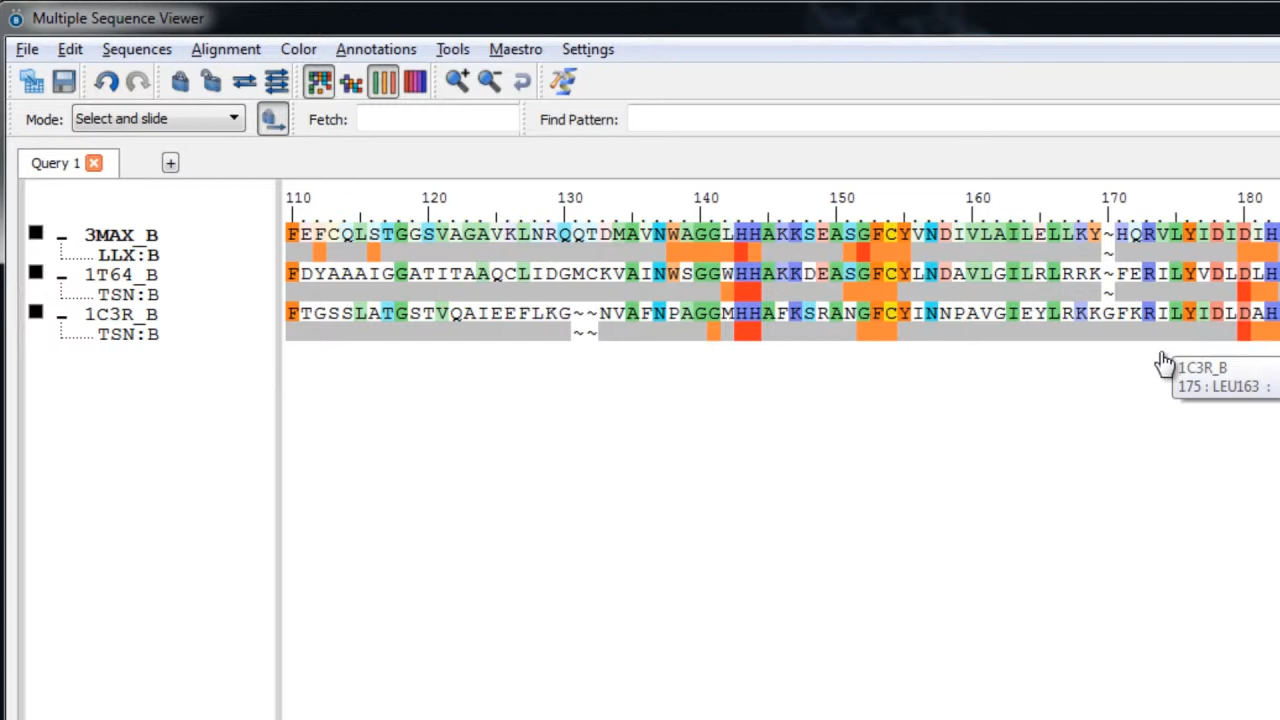 Multiple Sequence Viewer
File Edit Sequences Alignment Color Annotations Tools Maestro Settings
Mode: Select and slide Fetch: Find Pattern:
Query 1 +
110 120 130 140 150 160 170 180
3MAX_B FEFCQLSTGGSVAGAVKLNRQQTDMAVNWAGGLHHAKKSEASGFCYVNDIVLAILELLKY~HQRVLYIDIDIH
LLX:B ~
1T64_B FDYAAAIGGATITAAQCLIDGMCKVAINWSGGWHHAKKDEASGFCYLNDAVLGILRLRRK~FERILYVDLDLH
TSN:B ~
1C3R_B FTGSSLATGSTVQAIEEFLKG~~NVAFNPAGGMHHAFKSRANGFCYINNPAVGIEYLRKKGFKRILYIDLDAH
TSN:B ~~
1C3R_B
175 : LEU163 :